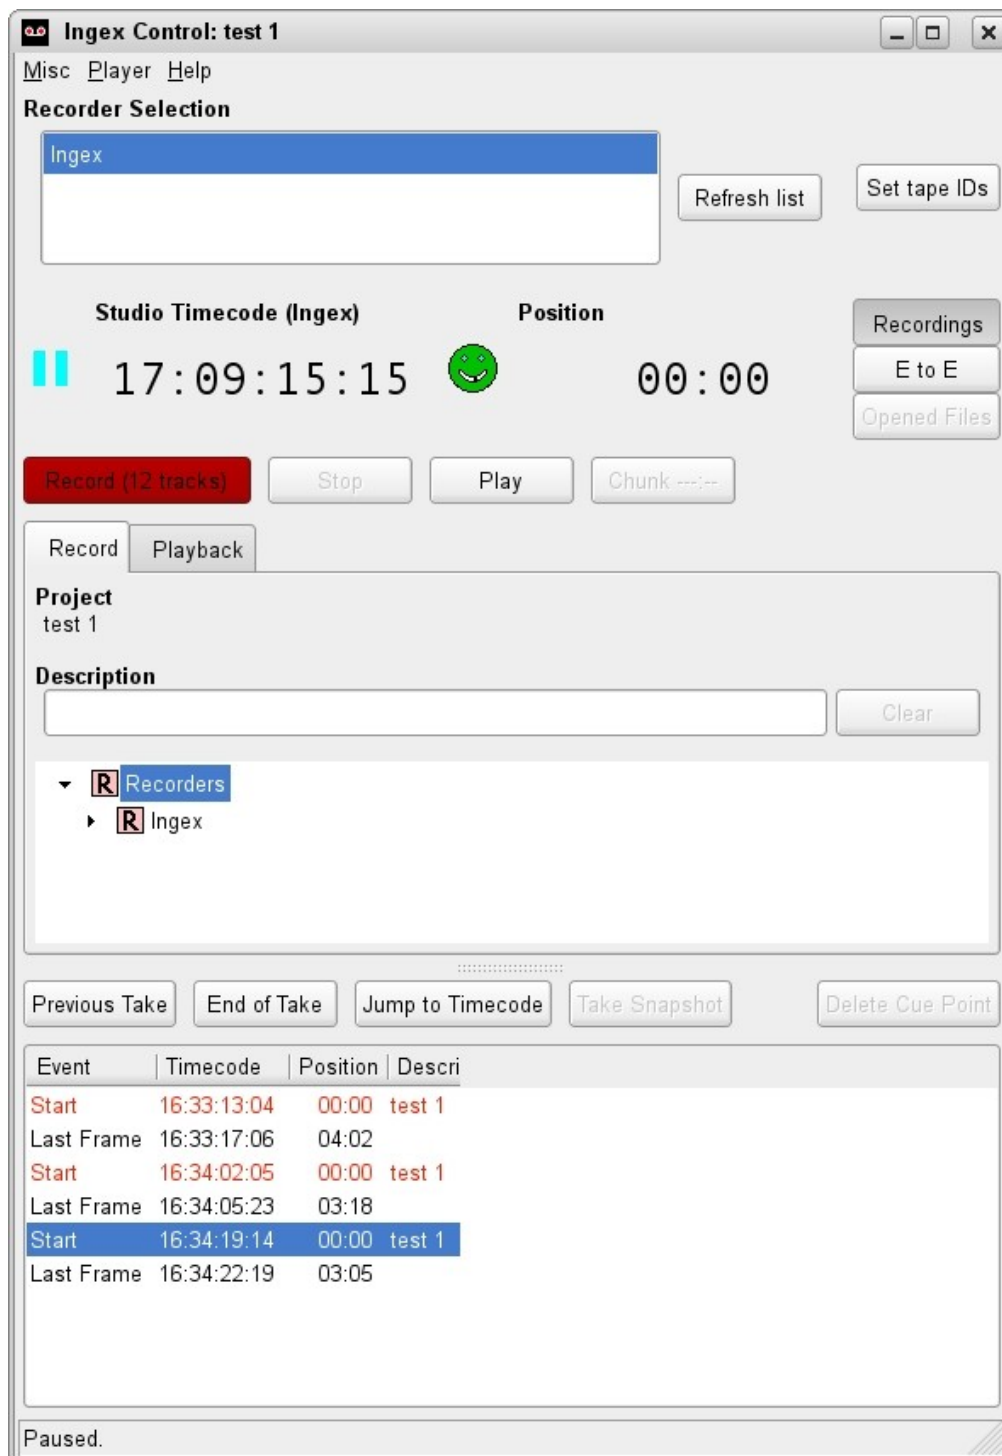 Ingex Control: test 1
Misc Player Help
Recorder Selection
Ingex
Refresh list
Set tape IDs
Studio Timecode (Ingex)
Position
17:09:15:15
00:00
Recordings
E to E
Opened Files
Record (12 tracks)
Stop
Play
Chunk ---:--
Record
Playback
Project
test 1
Description
Clear
R Recorders
R Ingex
Previous Take
End of Take
Jump to Timecode
Take Snapshot
Delete Cue Point
Event Timecode Position Descri
Start 16:33:13:04 00:00 test 1
Last Frame 16:33:17:06 04:02
Start 16:34:02:05 00:00 test 1
Last Frame 16:34:05:23 03:18
Start 16:34:19:14 00:00 test 1
Last Frame 16:34:22:19 03:05
Paused.